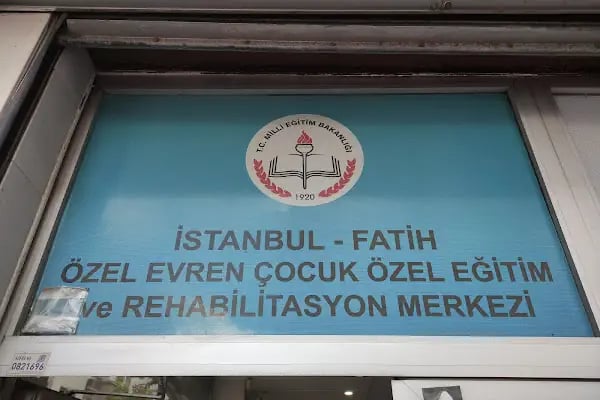 T.C. MİLLİ EĞİTİM BAKANLIĞI
1920
İSTANBUL - FATİH
ÖZEL EVREN ÇOCUK ÖZEL EĞİTİM
ve REHABİLİTASYON MERKEZİ
0821696